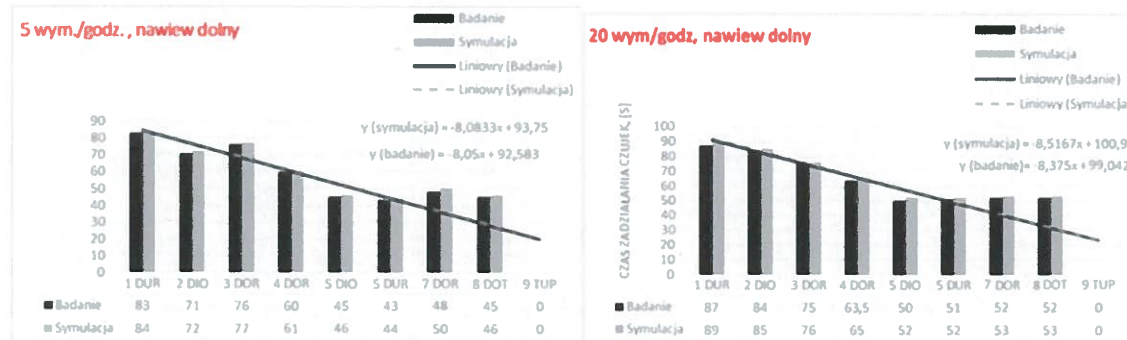 5 wym./godz. , nawiew dolny
Badanie
Symulacja
Liniowy (Badanie)
Liniowy (Symulacja)
y (symulacja) = -8,0833x + 93,75
y (badanie) = -8,05x + 92,583
90
80
70
60
50
40
30
20
10
0
1 DUR 2 DIO 3 DOR 4 DOR 5 DIO 5 DUR 7 DOR 8 DOT 9 TUP
Badanie 83 71 76 60 45 43 48 45 0
Symulacja 84 72 77 61 46 44 50 46 0
20 wym/godz, nawiew dolny
Badanie
Symulacja
Liniowy (Badanie)
Liniowy (Symulacja
CZAS ZADZIAŁANIA CZUJEK, [S]
y (symulacja) = -8,5167x + 100,9
y (badanie) = -8,375x + 99,042
100
90
80
70
60
50
40
30
20
10
0
1 DUR 2 DIO 3 DOR 4 DOR 5 DIO 5 DUR 7 DOR 8 DOT 9 TUP
Badanie 87 84 75 63,5 50 51 52 52 0
Symulacja 89 85 76 65 52 52 53 53 0